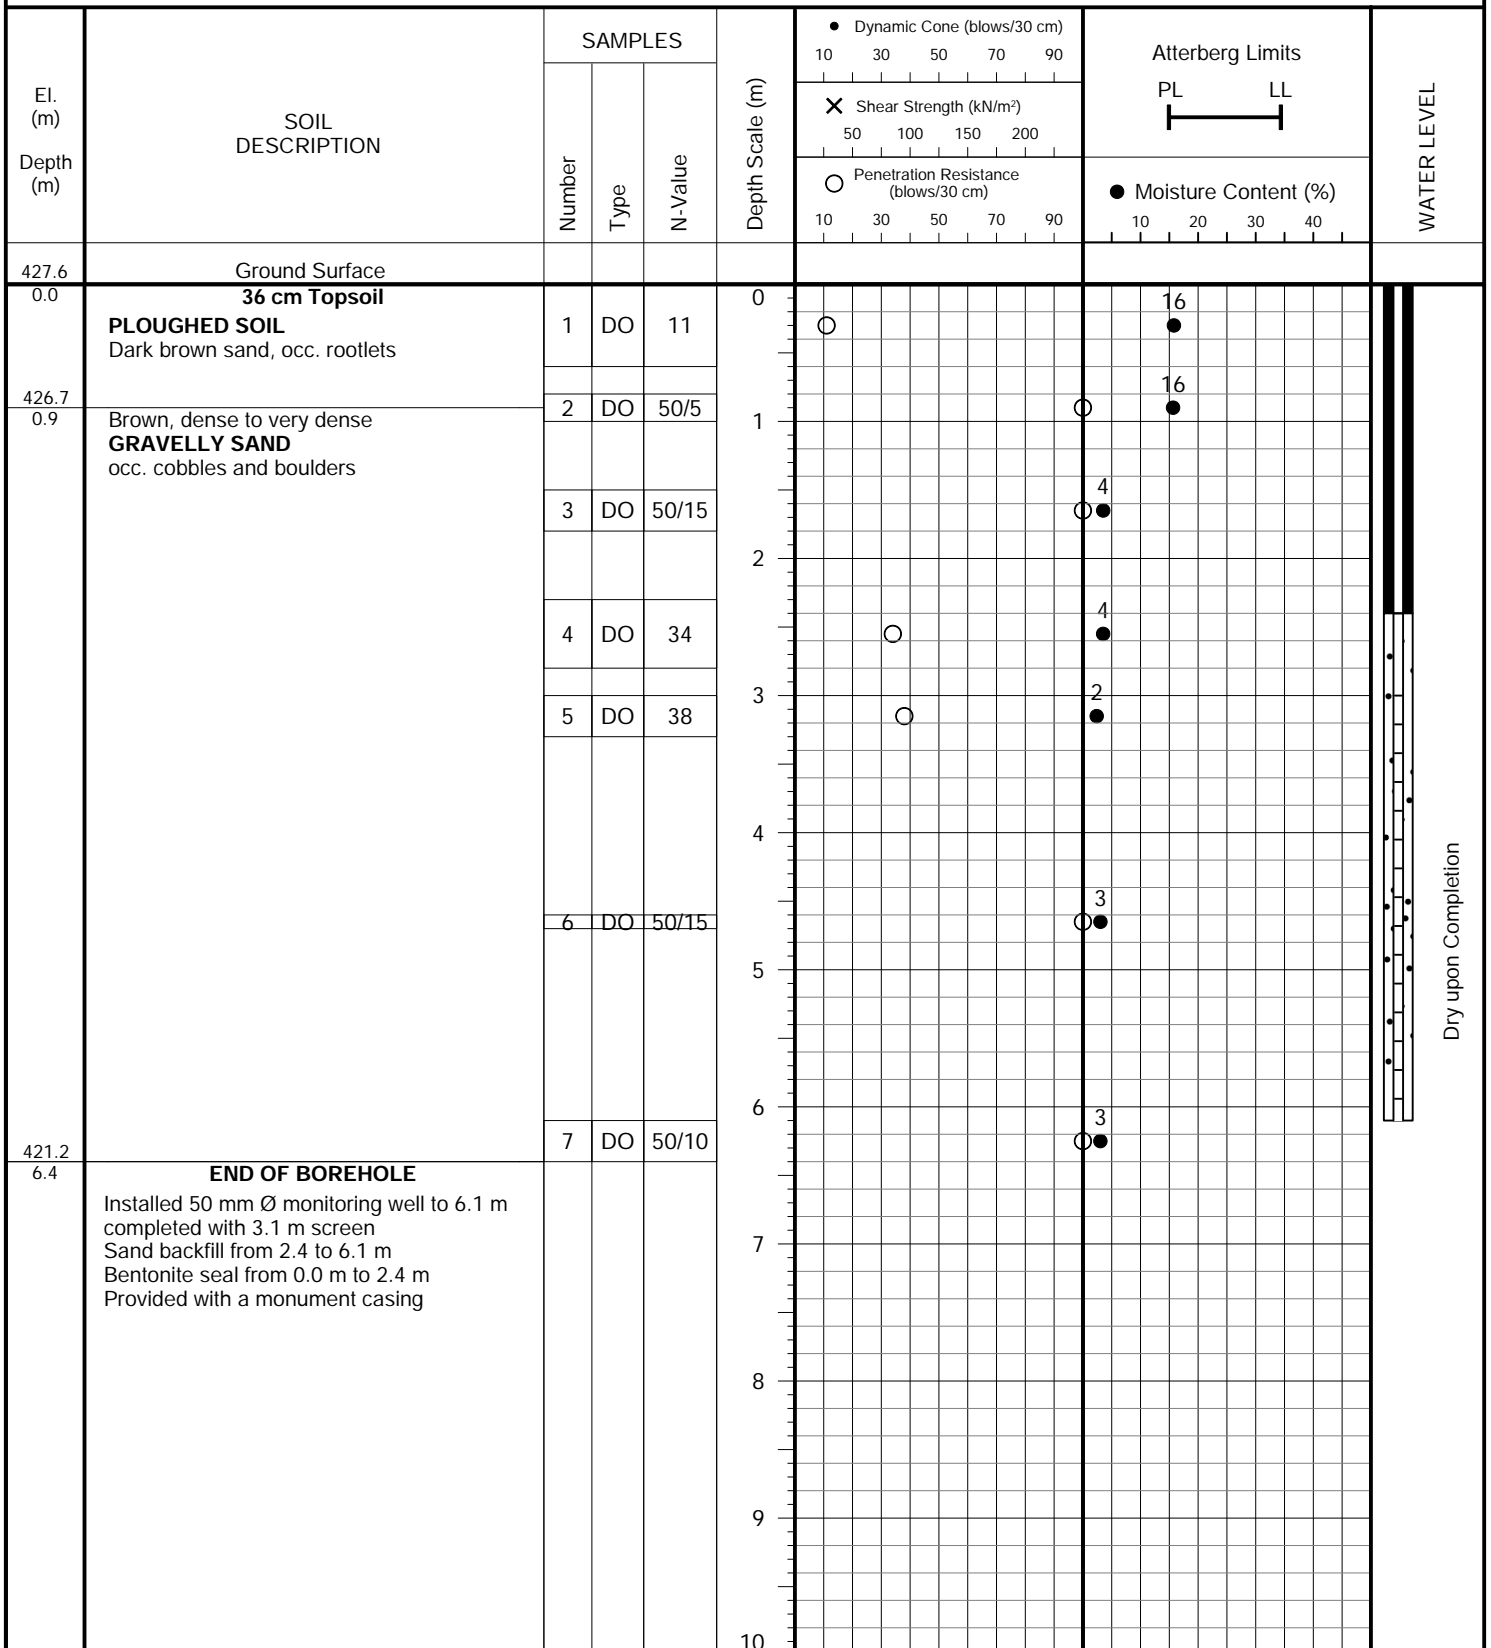 El.
(m)
Depth
(m)
SOIL
DESCRIPTION
SAMPLES
Number
Type
N-Value
Depth Scale (m)
Dynamic Cone (blows/30 cm)
10 30 50 70 90
Shear Strength (kN/m²)
50 100 150 200
Penetration Resistance
(blows/30 cm)
10 30 50 70 90
Atterberg Limits
PL LL
Moisture Content (%)
10 20 30 40
WATER LEVEL
427.6 Ground Surface
0.0 36 cm Topsoil 0 16
PLOUGHED SOIL 1 DO 11
Dark brown sand, occ. rootlets
16
426.7
2 DO 50/5
0.9 Brown, dense to very dense 1
GRAVELLY SAND
occ. cobbles and boulders
4
3 DO 50/15
2
4
4 DO 34
3 2
5 DO 38
4
3
6 DO 50/15
5
Dry upon Completion
6 3
7 DO 50/10
421.2
6.4 END OF BOREHOLE
Installed 50 mm Ø monitoring well to 6.1 m
completed with 3.1 m screen
Sand backfill from 2.4 to 6.1 m 7
Bentonite seal from 0.0 m to 2.4 m
Provided with a monument casing
8
9
10